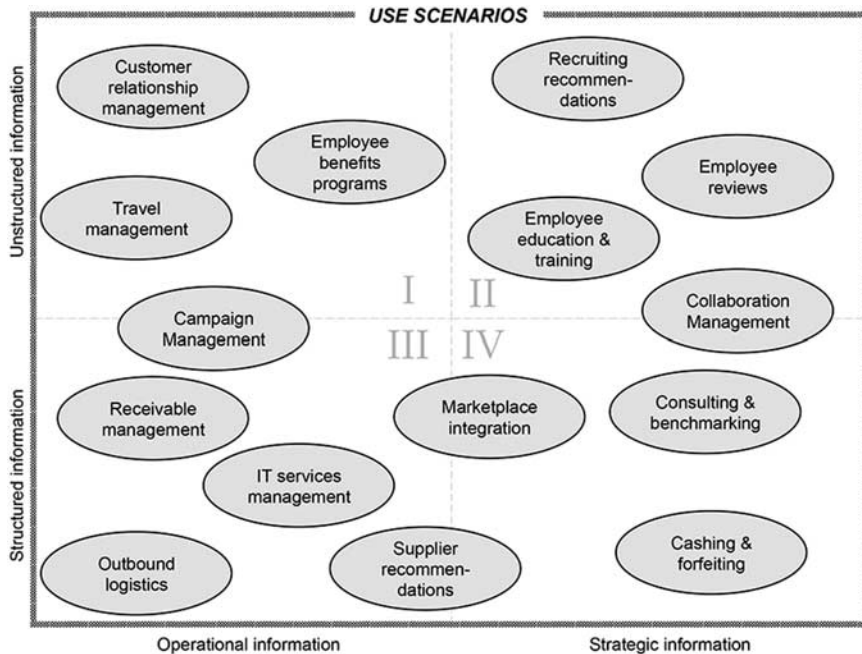 USE SCENARIOS
Unstructured information
Structured information
Customer
relationship
management
Recruiting
recommen-
dations
Employee
benefits
programs
Employee
reviews
Travel
management
Employee
education &
training
I
II
Campaign
Management
Collaboration
Management
III
IV
Receivable
management
Marketplace
integration
Consulting &
benchmarking
IT services
management
Outbound
logistics
Supplier
recommen-
dations
Cashing &
forfeiting
Operational information
Strategic information